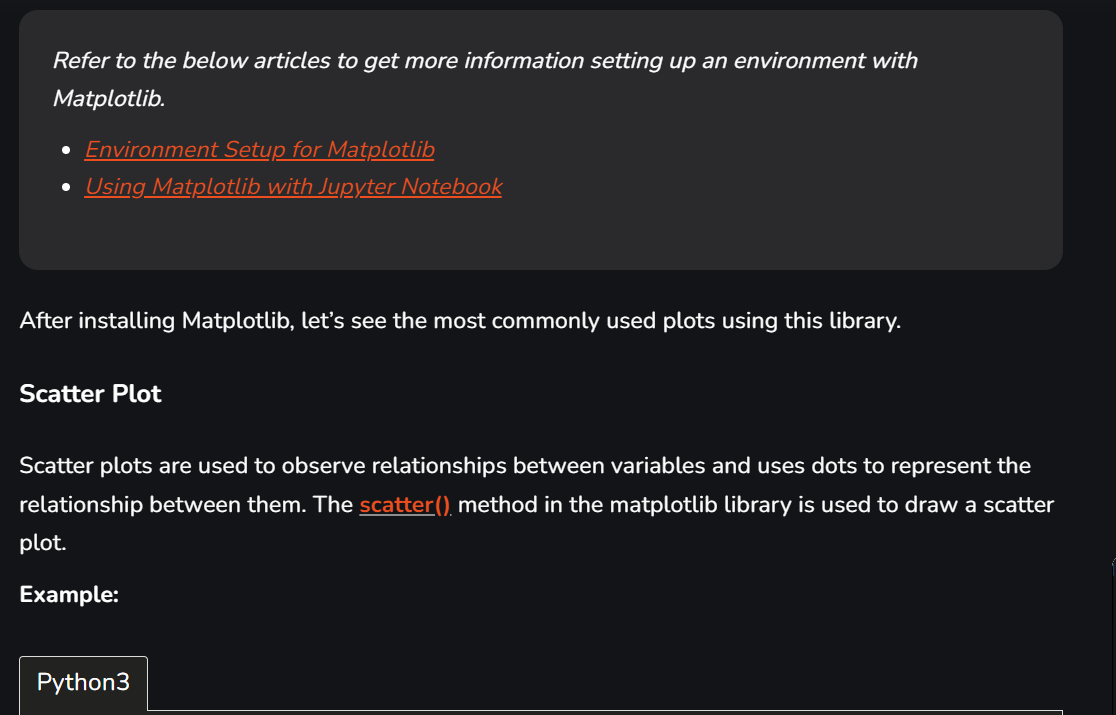 Refer to the below articles to get more information setting up an environment with
Matplotlib.
Environment Setup for Matplotlib
Using Matplotlib with Jupyter Notebook
After installing Matplotlib, let’s see the most commonly used plots using this library.
Scatter Plot
Scatter plots are used to observe relationships between variables and uses dots to represent the
relationship between them. The scatter() method in the matplotlib library is used to draw a scatter
plot.
Example:
Python3